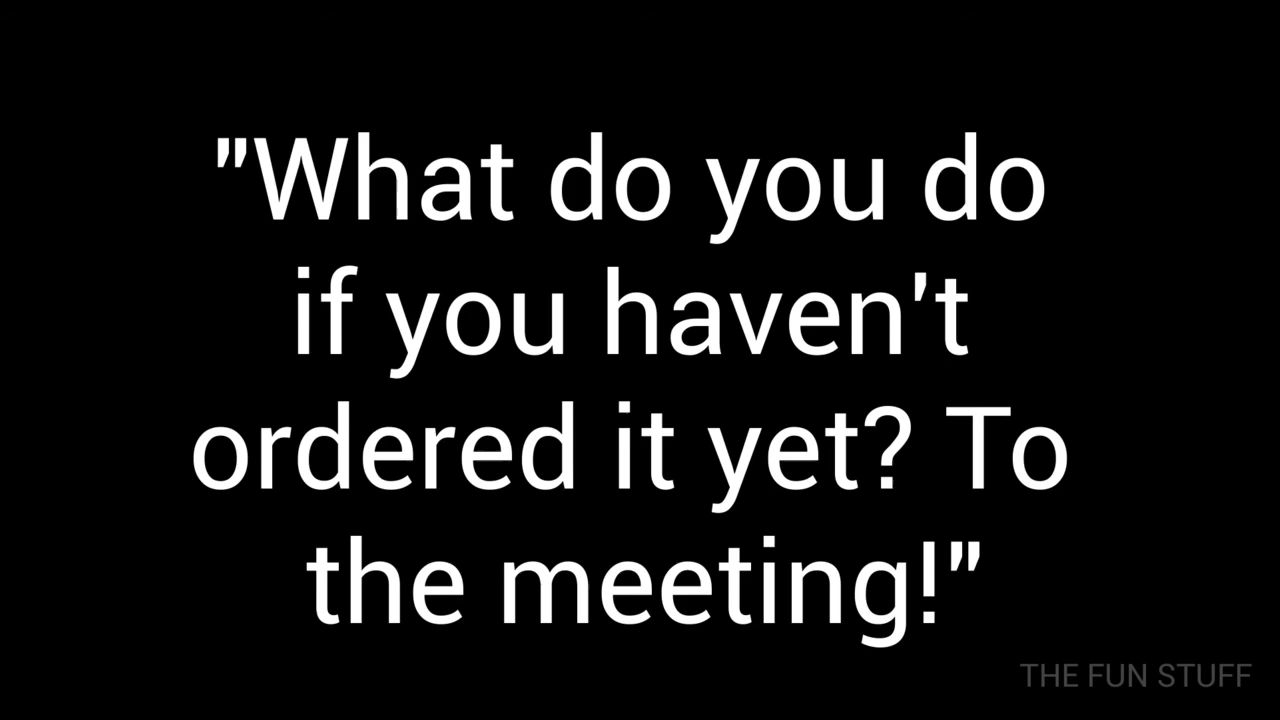 "What do you do
if you haven't
ordered it yet? To
the meeting!"
THE FUN STUFF